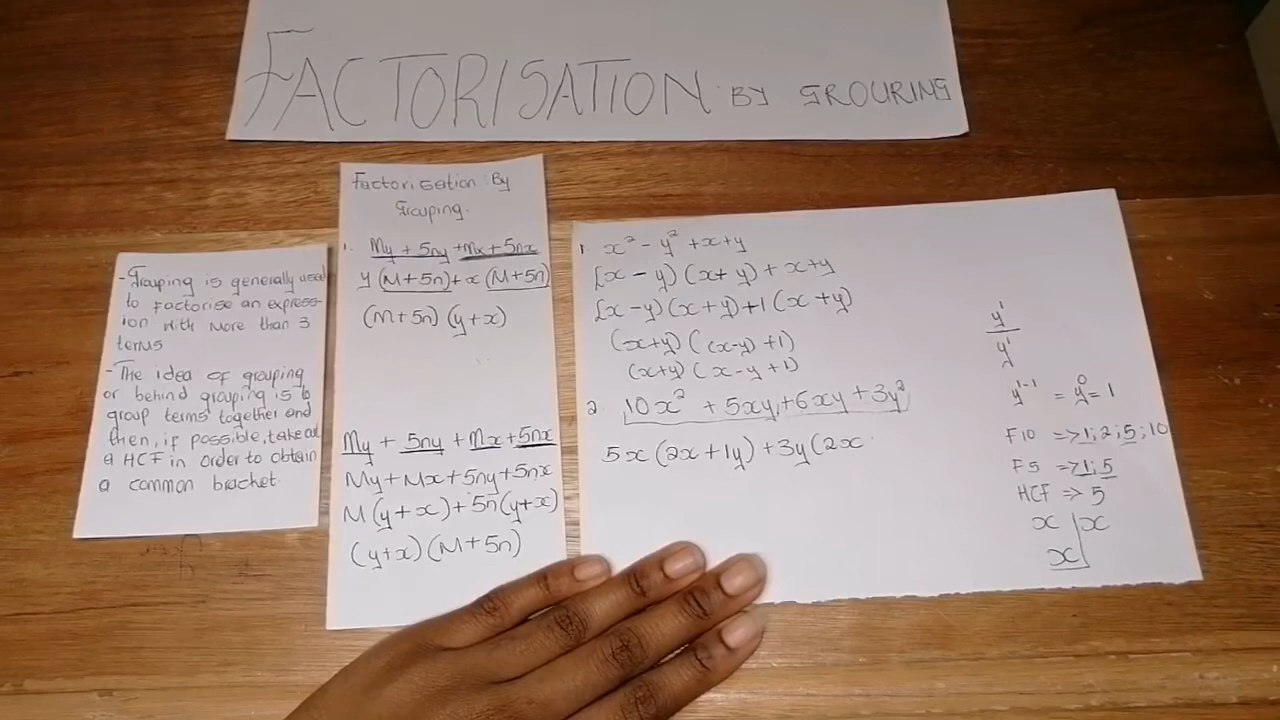 FACTORISATION BY GROURING
-Grouping is generally used
to Factorise an express-
ion with More than 3
terms
-The idea of grouping
or behind grouping is to
group terms together and
then, if possible, take out
a HCF in order to obtain
a common bracket.
Factorisation By
Grouping.
1. My + 5ny + Mx + 5nx
y (M+5n) + x (M+5n)
(M+5n) (y+x)
My + 5ny + Mx + 5nx
My + Mx + 5ny + 5nx
M(y+x) + 5n(y+x)
(y+x) (M+5n)
1 x² - y² + x + y
(x - y) (x + y) + x + y
(x - y) (x + y) + 1 (x + y)
(x+y) ( (x-y) + 1)
(x+y) ( x - y + 1)
2 10x² + 5xy + 6xy + 3y²
5x (2x + 1y) + 3y (2x
y¹
y¹
y¹⁻¹ = y⁰ = 1
F10 => 1; 2; 5; 10
F5 => 1; 5
HCF => 5
x | x
x